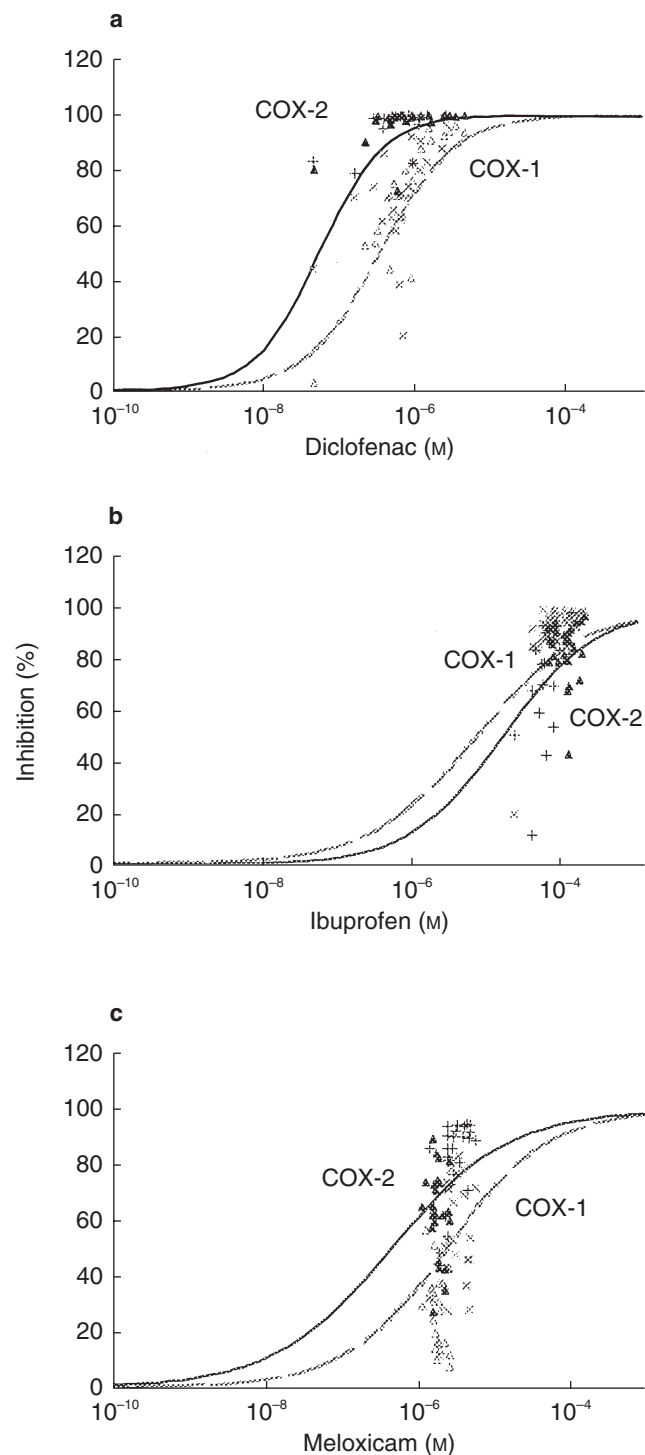 a
120
100
80
60
40
20
0
COX-2
COX-1
10⁻¹⁰ 10⁻⁸ 10⁻⁶ 10⁻⁴
Diclofenac (M)
b
Inhibition (%)
120
100
80
60
40
20
0
COX-1
COX-2
10⁻¹⁰ 10⁻⁸ 10⁻⁶ 10⁻⁴
Ibuprofen (M)
c
120
100
80
60
40
20
0
COX-2
COX-1
10⁻¹⁰ 10⁻⁸ 10⁻⁶ 10⁻⁴
Meloxicam (M)